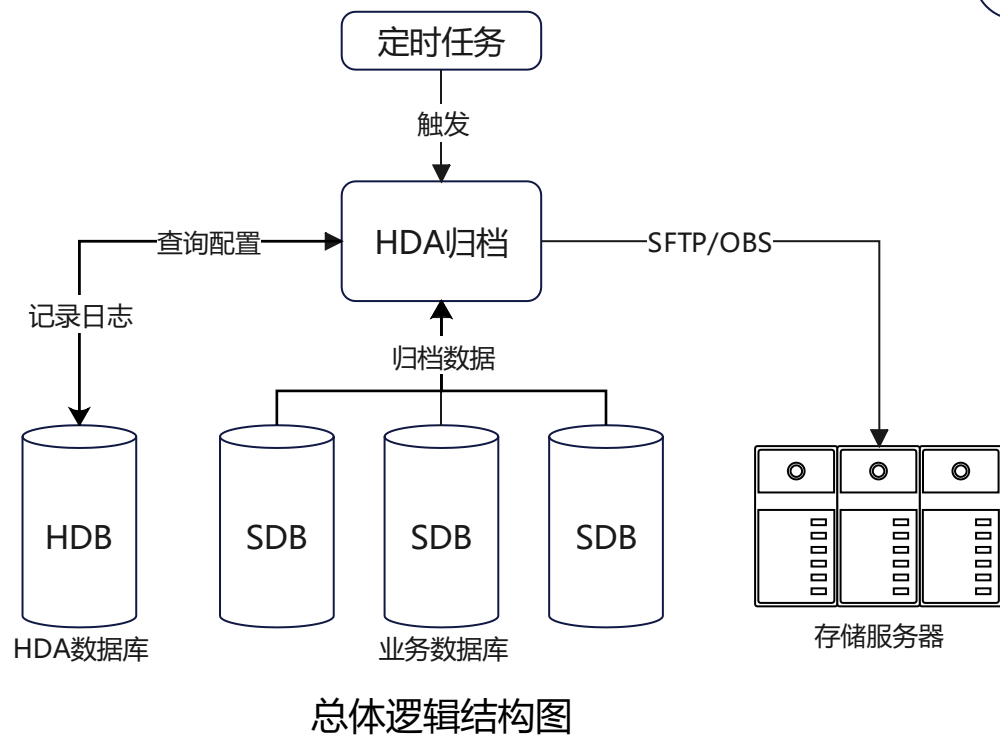 定时任务
触发
查询配置
HDA归档
SFTP/OBS
记录日志
归档数据
HDB
SDB
SDB
SDB
HDA数据库
业务数据库
存储服务器
总体逻辑结构图